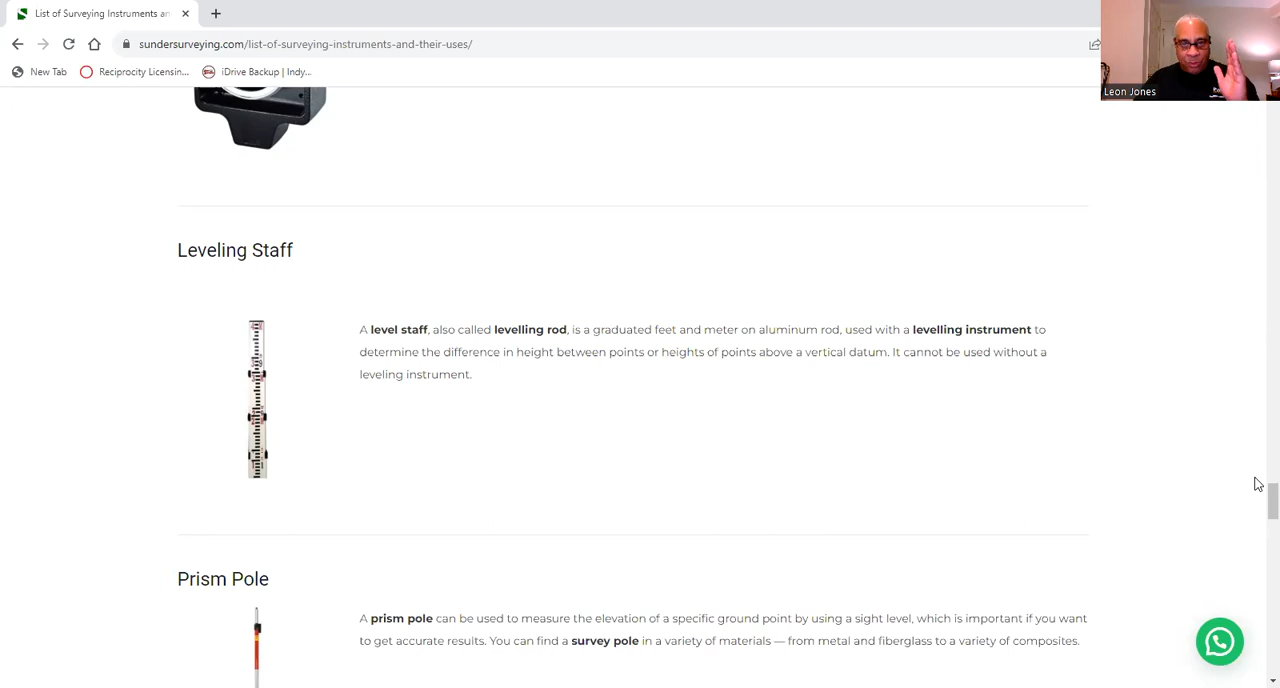 List of Surveying Instruments an
sundersurveying.com/list-of-surveying-instruments-and-their-uses/
New Tab
Reciprocity Licensin...
iDrive Backup | Indy...
Leon Jones
Leveling Staff
A level staff, also called levelling rod, is a graduated feet and meter on aluminum rod, used with a levelling instrument to
determine the difference in height between points or heights of points above a vertical datum. It cannot be used without a
leveling instrument.
Prism Pole
A prism pole can be used to measure the elevation of a specific ground point by using a sight level, which is important if you want
to get accurate results. You can find a survey pole in a variety of materials — from metal and fiberglass to a variety of composites.